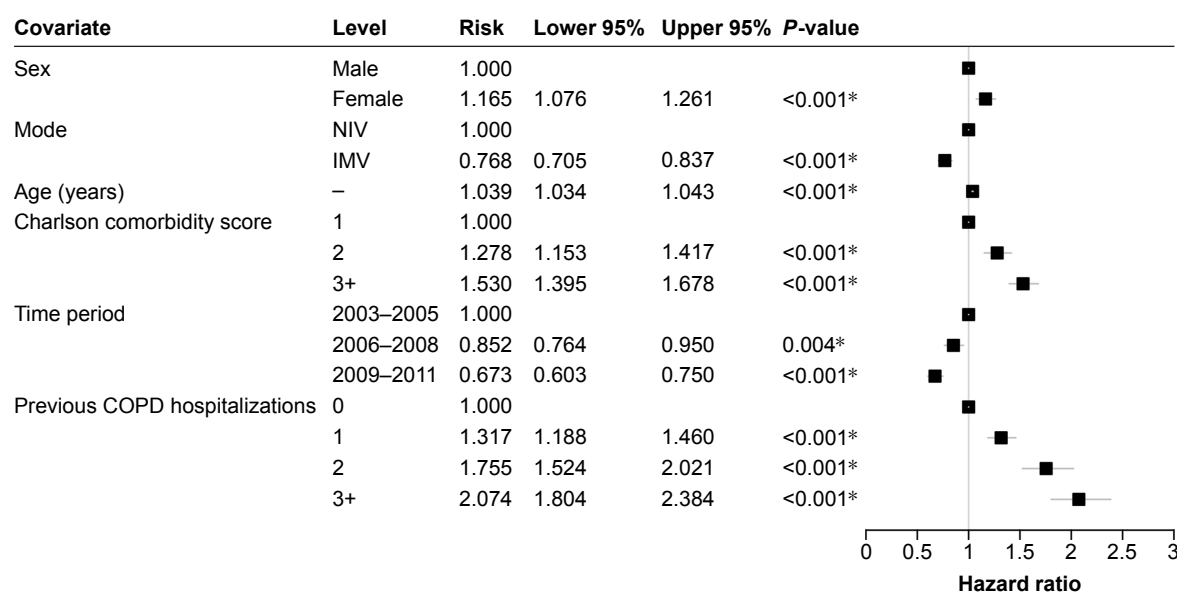 Covariate Level Risk Lower 95% Upper 95% P-value
Sex Male 1.000
Female 1.165 1.076 1.261 <0.001*
Mode NIV 1.000
IMV 0.768 0.705 0.837 <0.001*
Age (years) – 1.039 1.034 1.043 <0.001*
Charlson comorbidity score 1 1.000
2 1.278 1.153 1.417 <0.001*
3+ 1.530 1.395 1.678 <0.001*
Time period 2003–2005 1.000
2006–2008 0.852 0.764 0.950 0.004*
2009–2011 0.673 0.603 0.750 <0.001*
Previous COPD hospitalizations 0 1.000
1 1.317 1.188 1.460 <0.001*
2 1.755 1.524 2.021 <0.001*
3+ 2.074 1.804 2.384 <0.001*
0 0.5 1 1.5 2 2.5 3
Hazard ratio